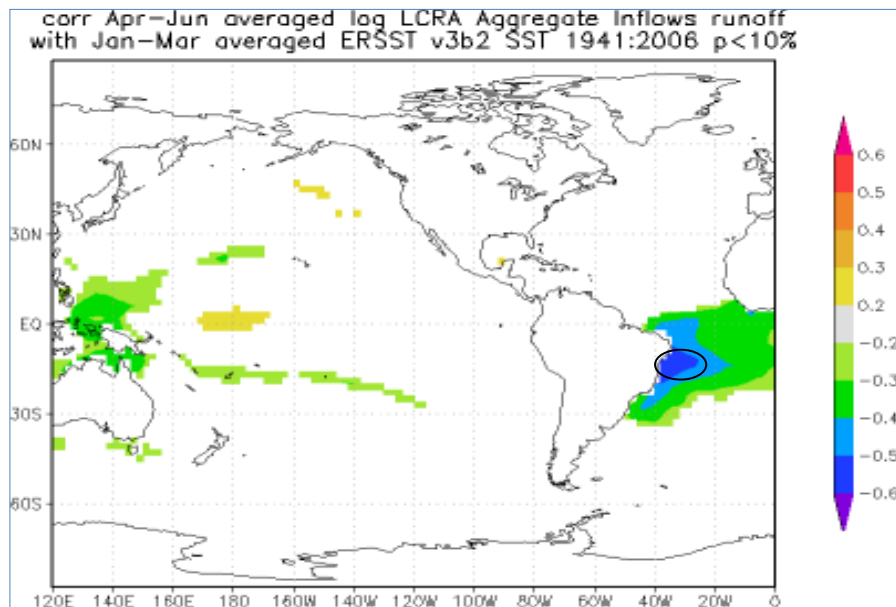 corr Apr-Jun averaged log LCRA Aggregate Inflows runoff
with Jan-Mar averaged ERSST v3b2 SST 1941:2006 p<10%
60N
30N
EQ
30S
60S
120E 140E 160E 180 160W 140W 120W 100W 80W 60W 40W 20W 0
0.6
0.5
0.4
0.3
0.2
-0.2
-0.3
-0.4
-0.5
-0.6